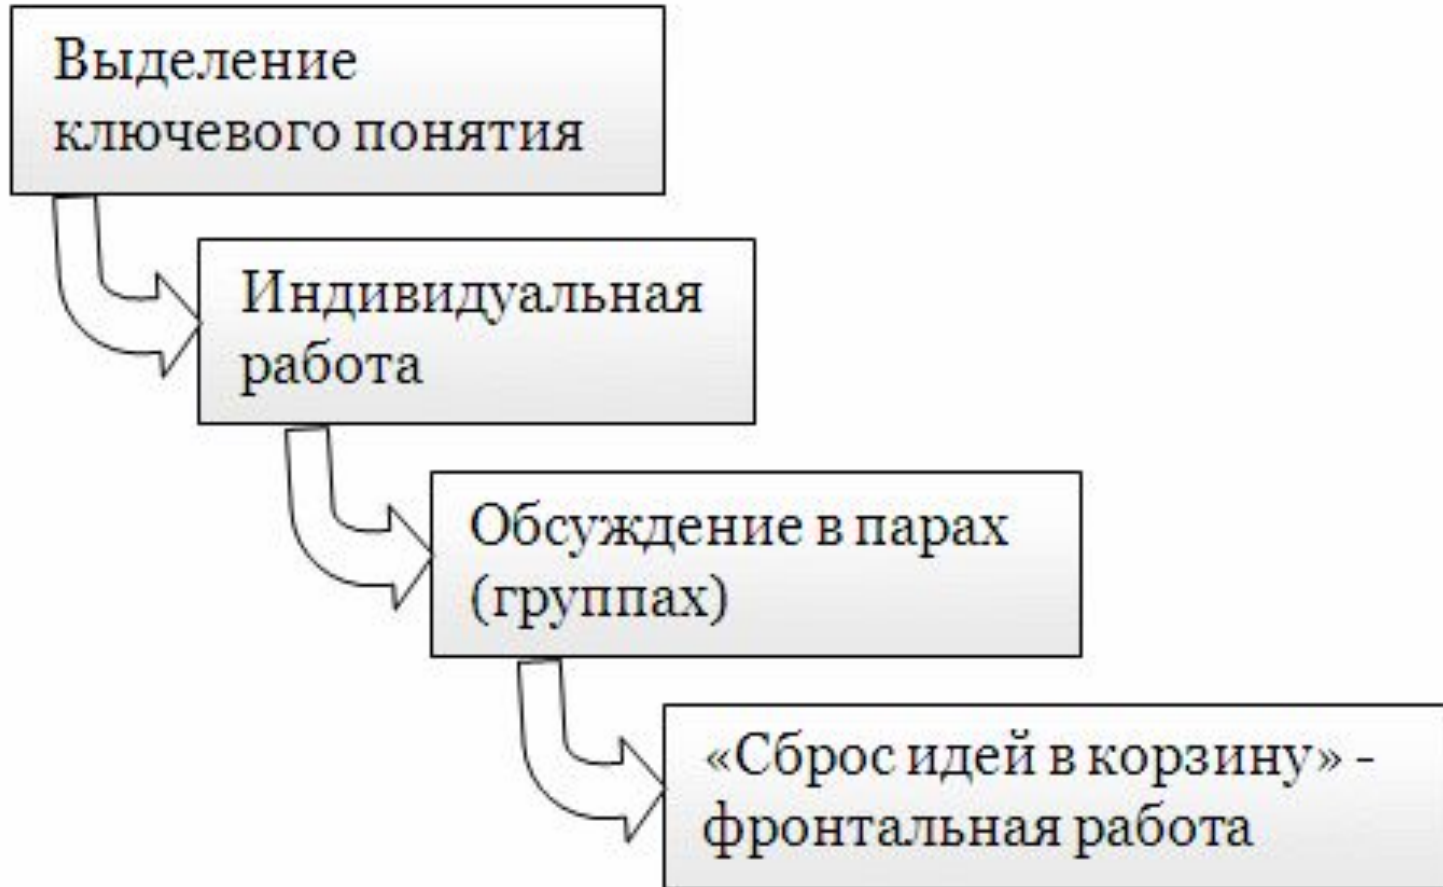 Выделение
ключевого понятия
Индивидуальная
работа
Обсуждение в парах
(группах)
«Сброс идей в корзину» -
фронтальная работа